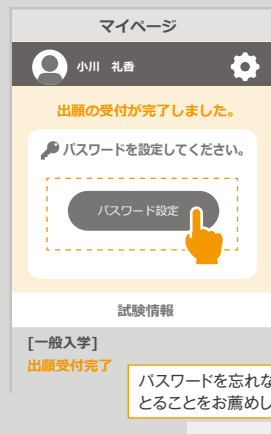 マイページ
小川 礼香
出願の受付が完了しました。
パスワードを設定してください。
パスワード設定
試験情報
[一般入学]
出願受付完了
パスワードを忘れな
とることをお薦めし